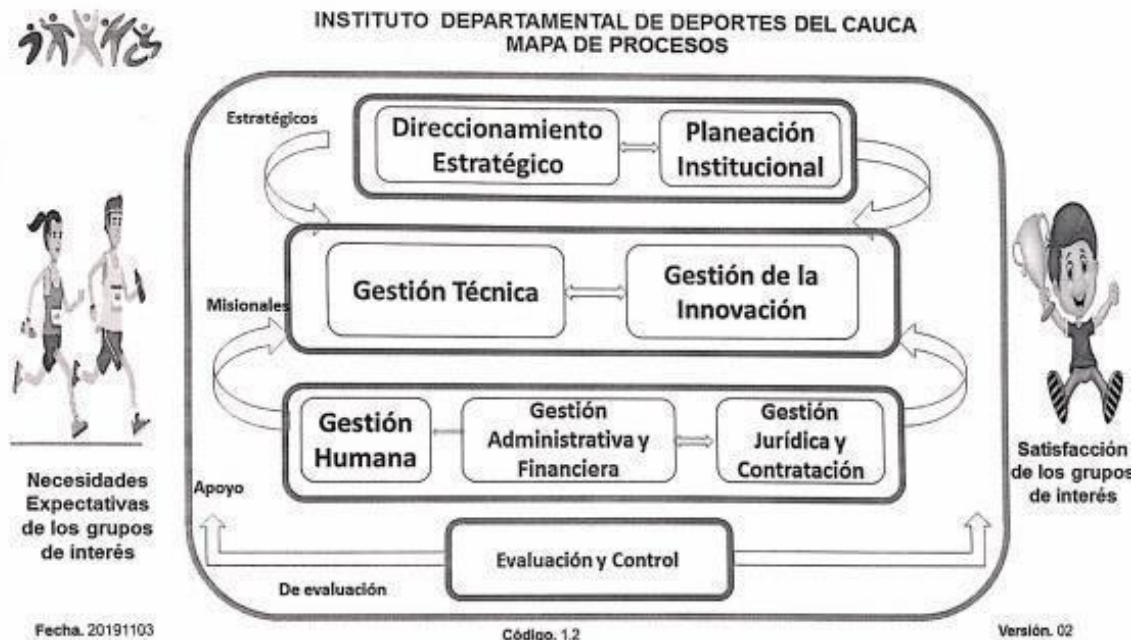 INSTITUTO DEPARTAMENTAL DE DEPORTES DEL CAUCA
MAPA DE PROCESOS
Estratégicos
Direccionamiento
Estratégico
Planeación
Institucional
Misionales
Gestión Técnica
Gestión de la
Innovación
Apoyo
Gestión
Humana
Gestión
Administrativa y
Financiera
Gestión
Jurídica y
Contratación
De evaluación
Evaluación y Control
Necesidades
Expectativas
de los grupos
de interés
Satisfacción
de los grupos
de interés
Fecha. 20191103
Código. 1.2
Versión. 02